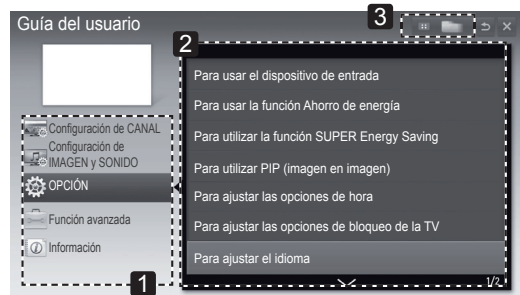 Guía del usuario
3
2
Configuración de CANAL
Configuración de
IMAGEN y SONIDO
OPCIÓN
Función avanzada
Información
1
Para usar el dispositivo de entrada
Para usar la función Ahorro de energía
Para utilizar la función SUPER Energy Saving
Para utilizar PIP (imagen en imagen)
Para ajustar las opciones de hora
Para ajustar las opciones de bloqueo de la TV
Para ajustar el idioma
1/2